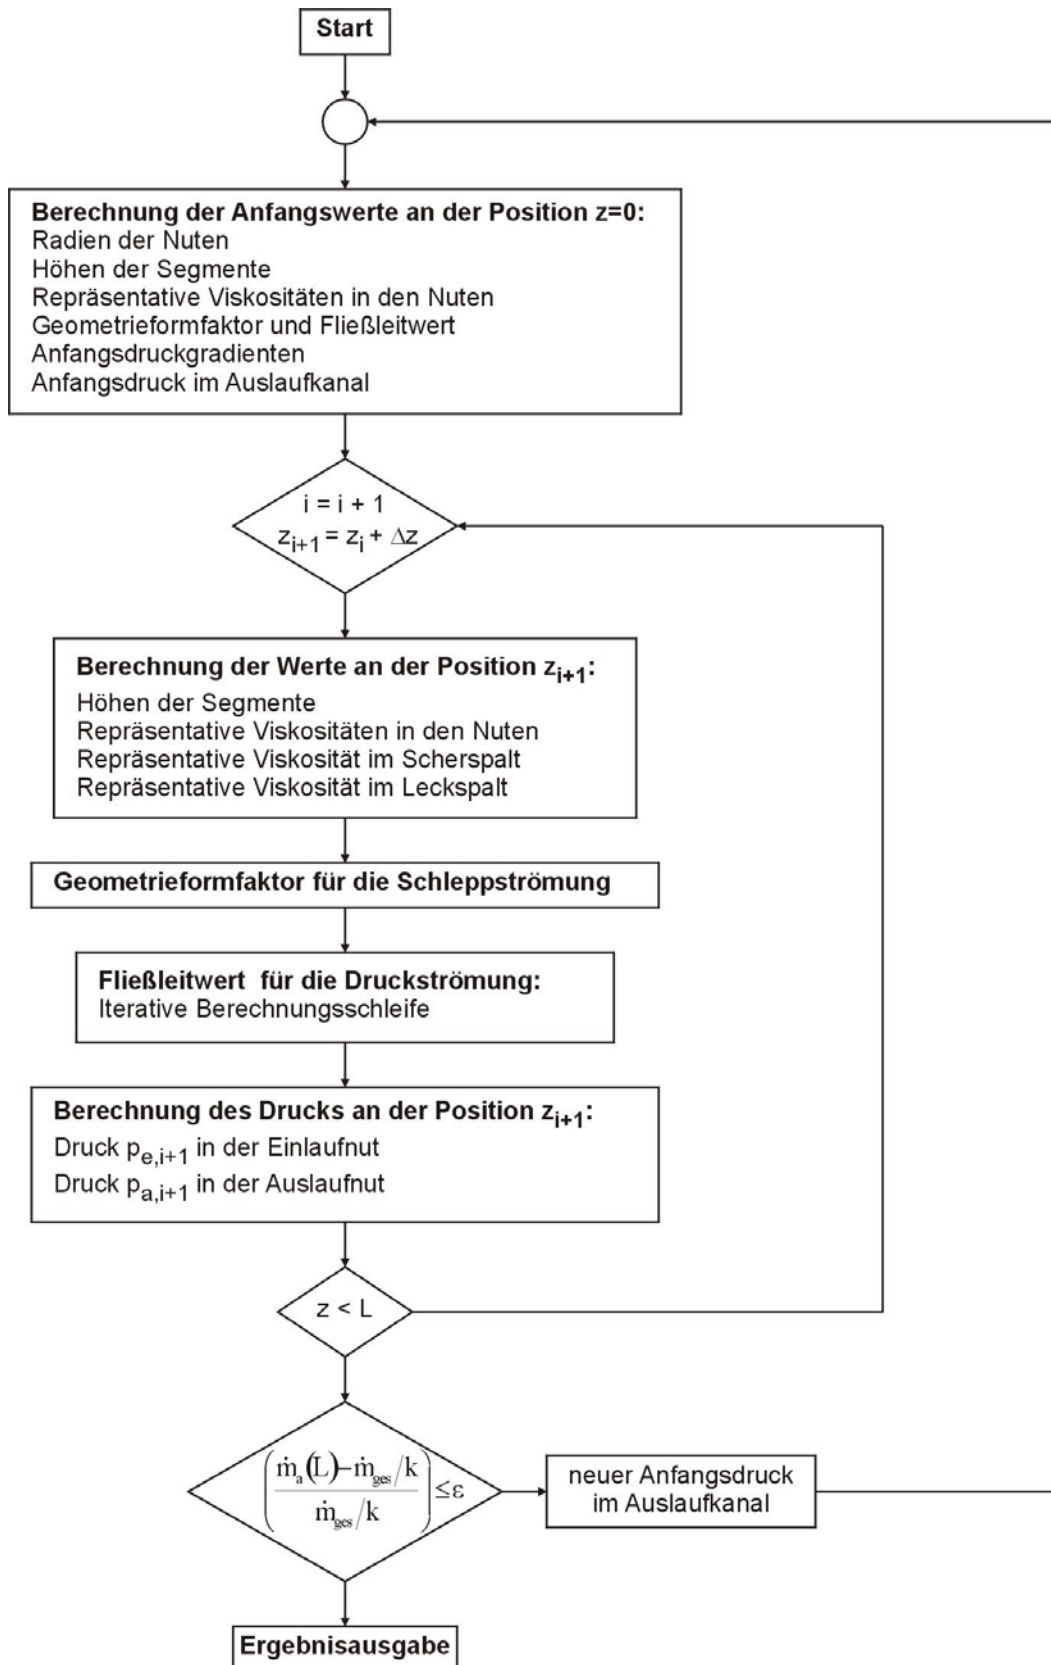 Start
Berechnung der Anfangswerte an der Position z=0:
Radien der Nuten
Höhen der Segmente
Repräsentative Viskositäten in den Nuten
Geometrieformfaktor und Fließleitwert
Anfangsdruckgradienten
Anfangsdruck im Auslaufkanal
i = i + 1
z_{i+1} = z_i + Δz
Berechnung der Werte an der Position z_{i+1}:
Höhen der Segmente
Repräsentative Viskositäten in den Nuten
Repräsentative Viskosität im Scherspalt
Repräsentative Viskosität im Leckspalt
Geometrieformfaktor für die Schleppströmung
Fließleitwert für die Druckströmung:
Iterative Berechnungsschleife
Berechnung des Drucks an der Position z_{i+1}:
Druck p_{e,i+1} in der Einlaufnut
Druck p_{a,i+1} in der Auslaufnut
z < L
(ṁ_a(L)−ṁ_{ges}/k / ṁ_{ges}/k) ≤ε
neuer Anfangsdruck
im Auslaufkanal
Ergebnisausgabe